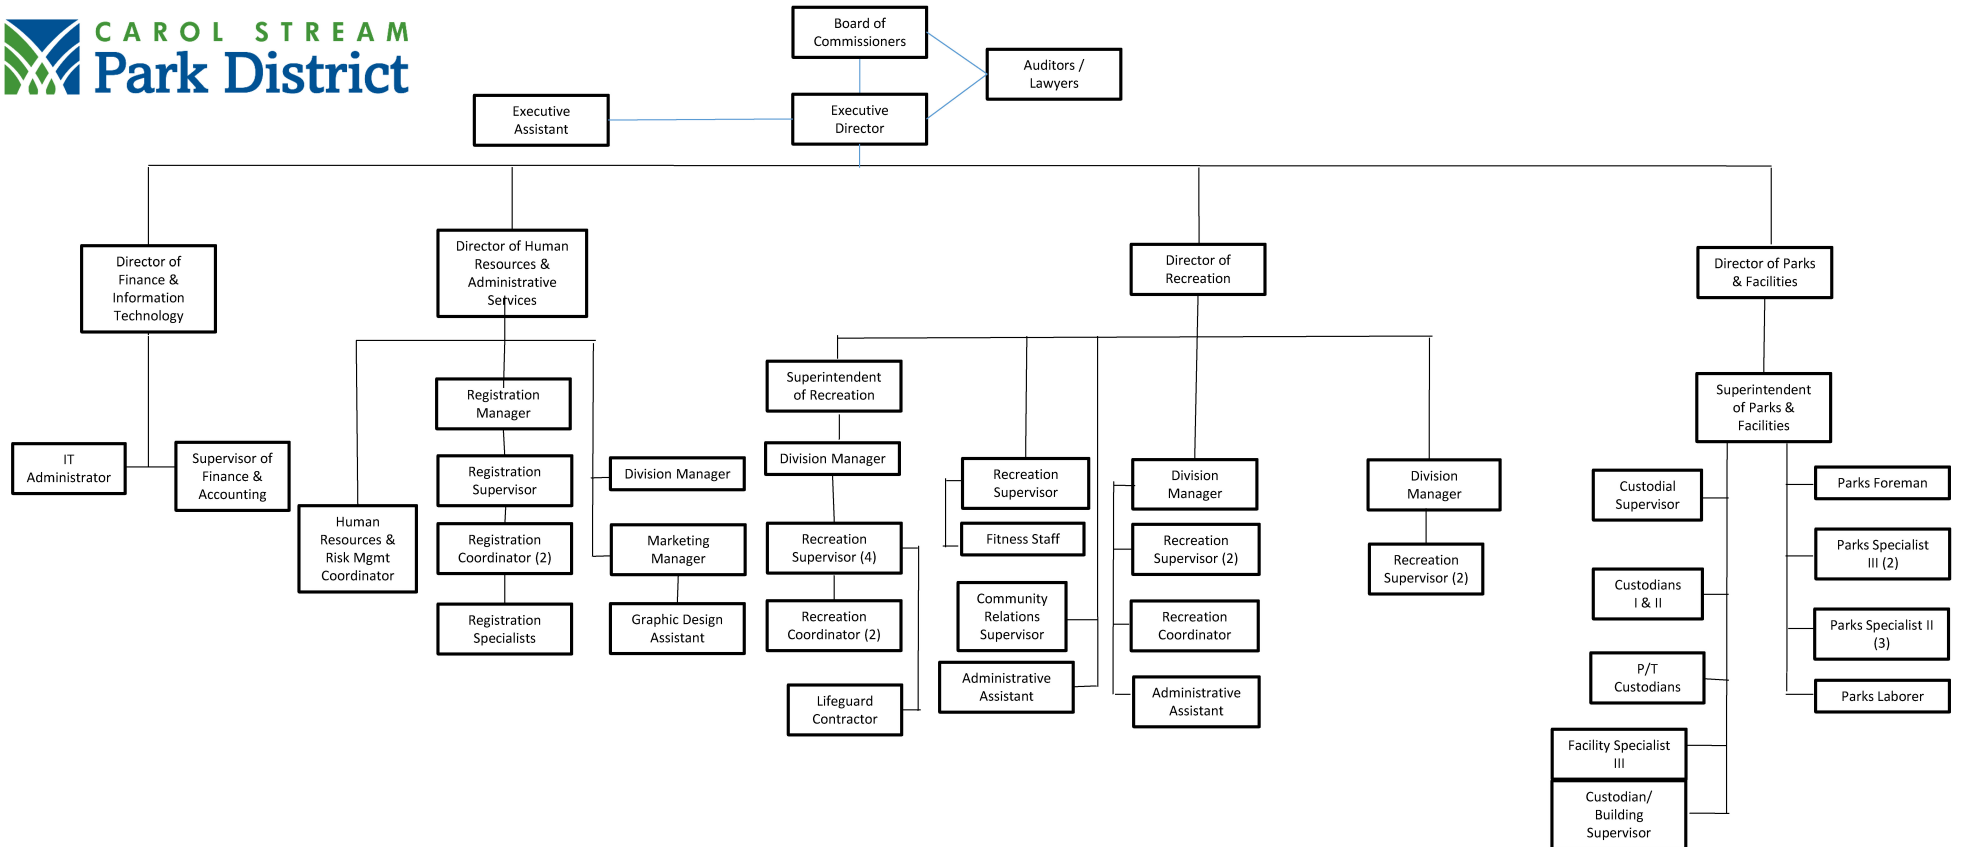 CAROL STREAM
Park District
Board of
Commissioners
Auditors /
Lawyers
Executive
Assistant
Executive
Director
Director of
Finance &
Information
Technology
Director of Human
Resources &
Administrative
Services
Director of
Recreation
Director of Parks
& Facilities
IT
Administrator
Supervisor of
Finance &
Accounting
Human
Resources &
Risk Mgmt
Coordinator
Registration
Manager
Registration
Supervisor
Registration
Coordinator (2)
Registration
Specialists
Division Manager
Marketing
Manager
Graphic Design
Assistant
Superintendent
of Recreation
Division Manager
Recreation
Supervisor (4)
Recreation
Coordinator (2)
Lifeguard
Contractor
Recreation
Supervisor
Fitness Staff
Community
Relations
Supervisor
Administrative
Assistant
Division
Manager
Recreation
Supervisor (2)
Recreation
Coordinator
Administrative
Assistant
Division
Manager
Recreation
Supervisor (2)
Superintendent
of Parks &
Facilities
Custodial
Supervisor
Custodians
I & II
P/T
Custodians
Facility Specialist
III
Custodian/
Building
Supervisor
Parks Foreman
Parks Specialist
III (2)
Parks Specialist II
(3)
Parks Laborer